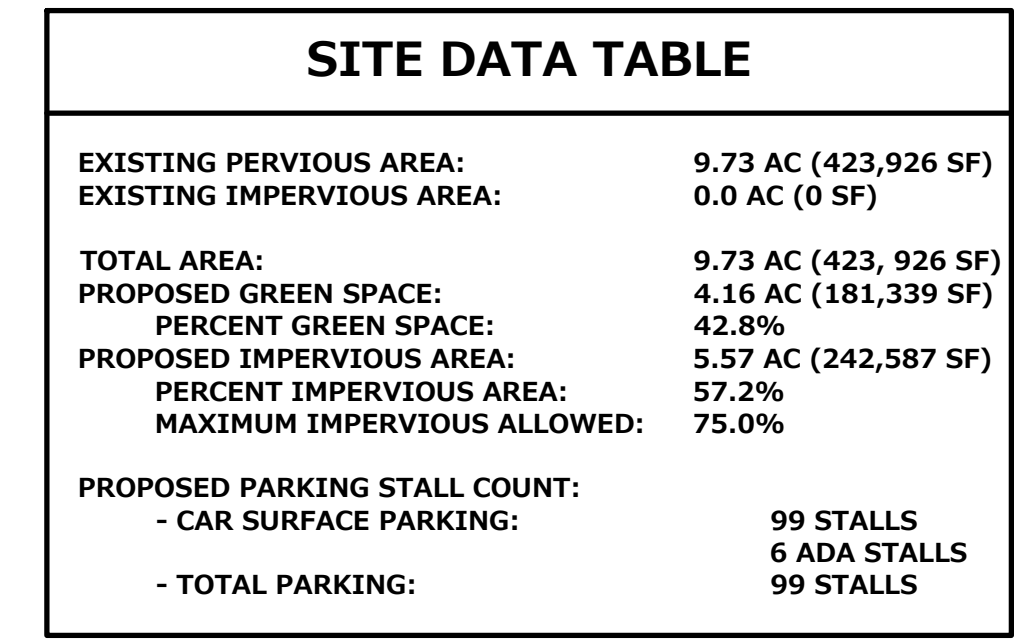 SITE DATA TABLE
EXISTING PERVIOUS AREA: 9.73 AC (423,926 SF)
EXISTING IMPERVIOUS AREA: 0.0 AC (0 SF)
TOTAL AREA: 9.73 AC (423, 926 SF)
PROPOSED GREEN SPACE: 4.16 AC (181,339 SF)
PERCENT GREEN SPACE: 42.8%
PROPOSED IMPERVIOUS AREA: 5.57 AC (242,587 SF)
PERCENT IMPERVIOUS AREA: 57.2%
MAXIMUM IMPERVIOUS ALLOWED: 75.0%
PROPOSED PARKING STALL COUNT:
- CAR SURFACE PARKING: 99 STALLS
6 ADA STALLS
- TOTAL PARKING: 99 STALLS